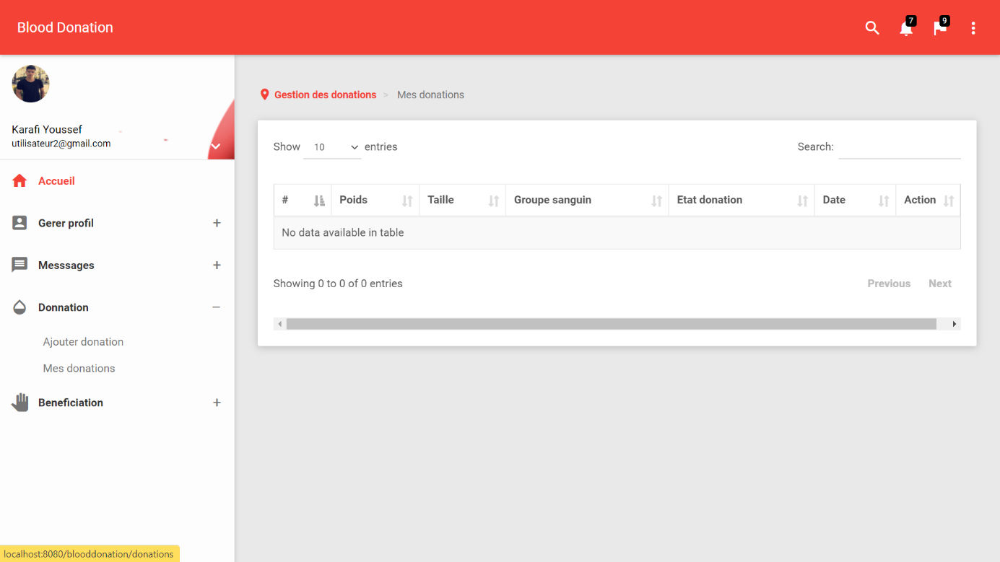 Blood Donation
7
9
Karafi Youssef
utilisateur2@gmail.com
Accueil
Gerer profil +
Messsages +
Donnation −
Ajouter donation
Mes donations
Beneficiation +
Gestion des donations > Mes donations
Show 10 entries Search:
# Poids Taille Groupe sanguin Etat donation Date Action
No data available in table
Showing 0 to 0 of 0 entries Previous Next
localhost:8080/blooddonation/donations